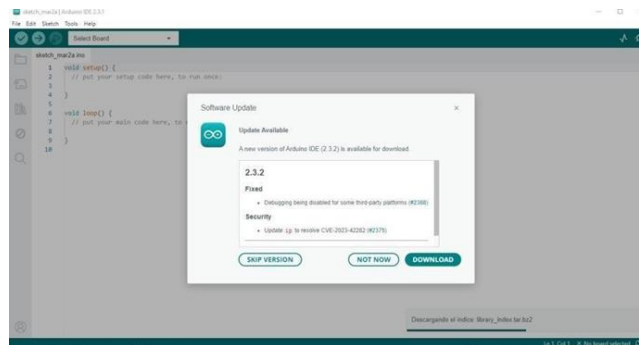 sketch_mar2a | Arduino IDE 2.3.1
File Edit Sketch Tools Help
Select Board
sketch_mar2a.ino
1 void setup() {
2 // put your setup code here, to run once:
3
4 }
5
6 void loop() {
7 // put your main code here, to
8
9 }
10
Software Update
Update Available
A new version of Arduino IDE (2.3.2) is available for download.
2.3.2
Fixed
Debugging being disabled for some third-party platforms (#2368)
Security
Update ip to resolve CVE-2023-42282 (#2375)
SKIP VERSION
NOT NOW
DOWNLOAD
Descargando el índice: library_index.tar.bz2
Ln 1, Col 1 X No board selected